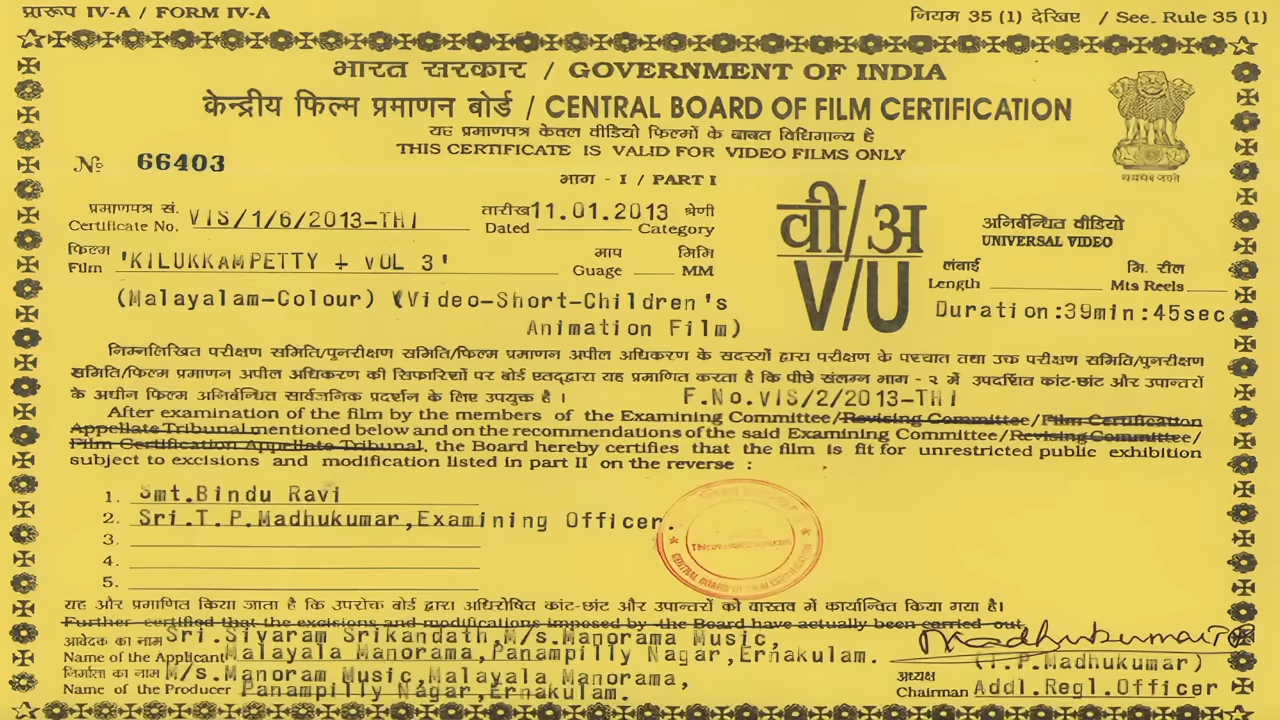 प्रारूप IV-A / FORM IV-A
नियम 35 (1) देखिए / See. Rule 35 (1)
भारत सरकार / GOVERNMENT OF INDIA
केन्द्रीय फिल्म प्रमाणन बोर्ड / CENTRAL BOARD OF FILM CERTIFICATION
यह प्रमाणपत्र केवल वीडियो फिल्मों के बाबत विधिमान्य है
THIS CERTIFICATE IS VALID FOR VIDEO FILMS ONLY
№ 66403
सत्यमेव जयते
भाग - I / PART I
प्रमाणपत्र सं. VIS/1/6/2013-THI तारीख 11.01.2013 श्रेणी
Certificate No. Dated Category
वी/अ
V/U
अनिर्बन्धित वीडियो
UNIVERSAL VIDEO
फिल्म 'KILUKKAMPETTY + VOL 3' माप मिमि
Film Guage MM
लंबाई मि. रील
Length Mts Reels
(Malayalam-Colour) (Video-Short-Children's
Animation Film)
Duration:39min:45sec
निम्नलिखित परीक्षण समिति/पुनरीक्षण समिति/फिल्म प्रमाणन अपील अधिकरण के सदस्यों द्वारा परीक्षण के पश्चात तथा उक्त परीक्षण समिति/पुनरीक्षण
समिति/फिल्म प्रमाणन अपील अधिकरण की सिफारिशों पर बोर्ड एतद्द्वारा यह प्रमाणित करता है कि पीछे संलग्न भाग - २ में उपदर्शित कांट-छांट और उपान्तरों
के अधीन फिल्म अनिर्बन्धित सार्वजनिक प्रदर्शन के लिए उपयुक्त है ।
F.No.VIS/2/2013-THI
After examination of the film by the members of the Examining Committee/Revising Committee/Film Certification
Appellate Tribunal mentioned below and on the recommendations of the said Examining Committee/Revising Committee/
Film Certification Appellate Tribunal, the Board hereby certifies that the film is fit for unrestricted public exhibition
subject to excisions and modification listed in part II on the reverse :
1. Smt.Bindu Ravi
2. Sri.T.P.Madhukumar,Examining Officer.
3.
4.
5.
CENTRAL BOARD OF FILM CERTIFICATION
यह और प्रमाणित किया जाता है कि उपरोक्त बोर्ड द्वारा अधिरोषित कांट-छांट और उपान्तरों को वास्तव में कार्यान्वित किया गया है।
Further certified that the excisions and modifications imposed by the Board have actually been carried out
आवेदक का नाम Sri.Sivaram Srikandath,M/s.Manorama Music,
Name of the Applicant Malayala Manorama,Panampilly Nagar,Ernakulam.
निर्माता का नाम M/s.Manoram Music,Malayala Manorama,
Name of the Producer Panampilly Nagar,Ernakulam.
Madhukumar
(T.P.Madhukumar)
अध्यक्ष
Chairman Addl.Regl.Officer